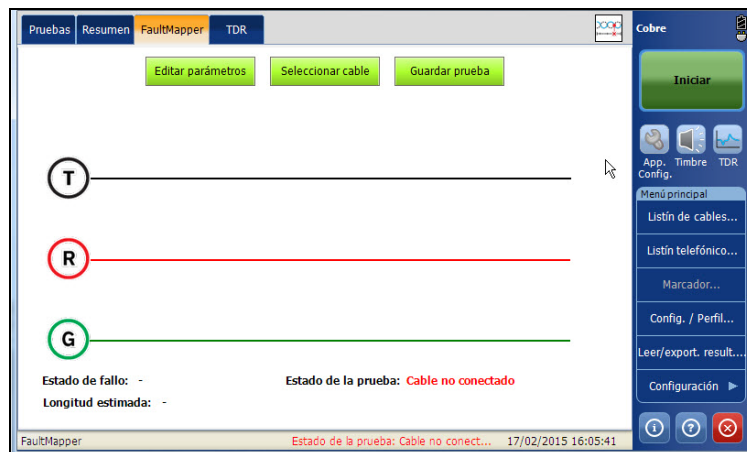 Pruebas Resumen FaultMapper TDR
Editar parámetros Seleccionar cable Guardar prueba
T
R
G
Estado de fallo: - Estado de la prueba: Cable no conectado
Longitud estimada: -
FaultMapper Estado de la prueba: Cable no conect... 17/02/2015 16:05:41
Cobre
Iniciar
App. Timbre TDR
Config.
Menú principal
Listín de cables...
Listín telefónico...
Marcador...
Config. / Perfil...
Leer/export. result....
Configuración